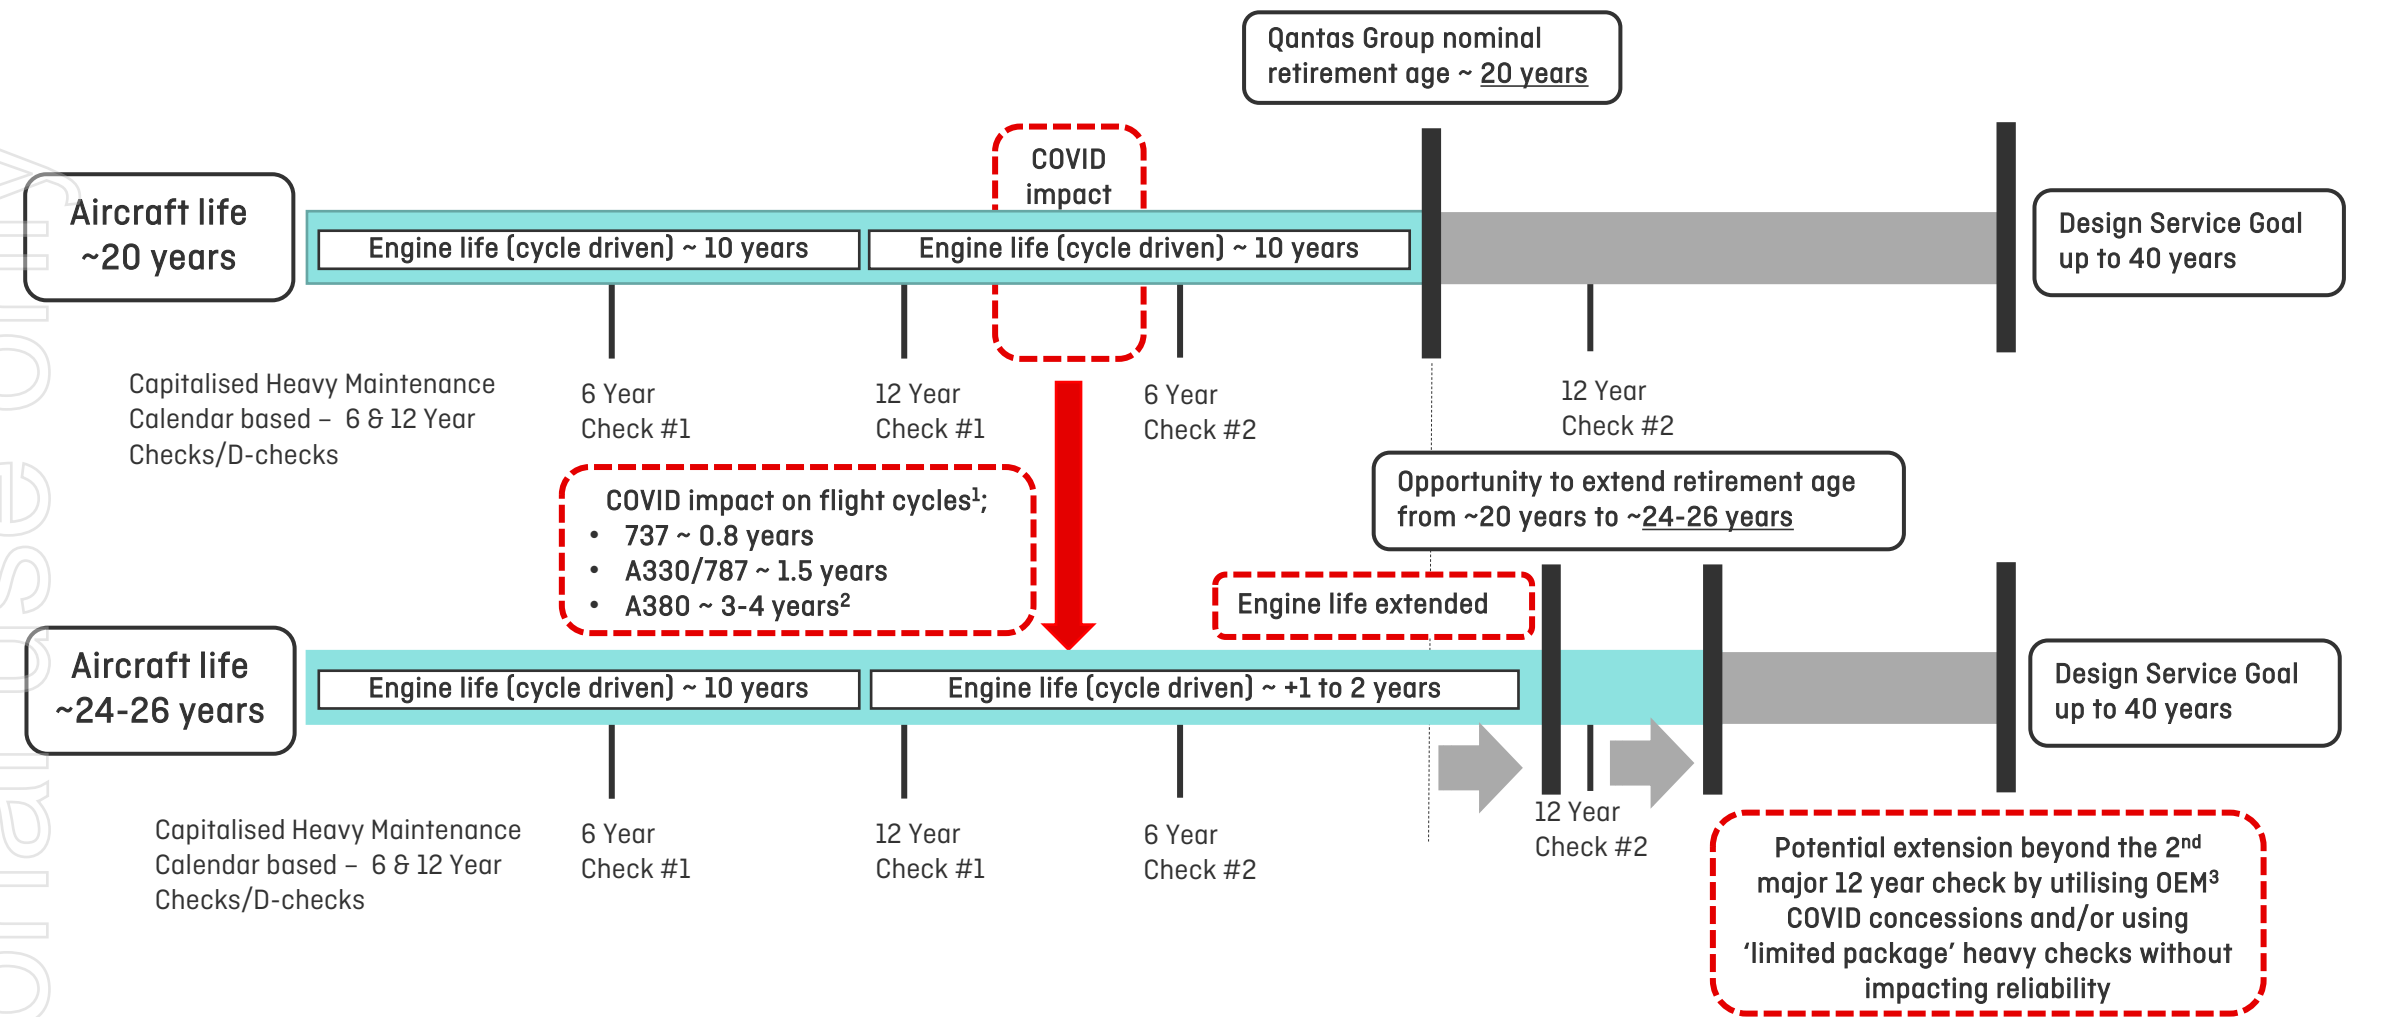 Qantas Group nominal
retirement age ~ 20 years
COVID
impact
Aircraft life
~20 years
Engine life (cycle driven) ~ 10 years
Engine life (cycle driven) ~ 10 years
Design Service Goal
up to 40 years
Capitalised Heavy Maintenance
Calendar based – 6 & 12 Year
Checks/D-checks
6 Year
Check #1
12 Year
Check #1
6 Year
Check #2
12 Year
Check #2
COVID impact on flight cycles¹;
• 737 ~ 0.8 years
• A330/787 ~ 1.5 years
• A380 ~ 3-4 years²
Opportunity to extend retirement age
from ~20 years to ~24-26 years
Engine life extended
Aircraft life
~24-26 years
Engine life (cycle driven) ~ 10 years
Engine life (cycle driven) ~ +1 to 2 years
Design Service Goal
up to 40 years
Capitalised Heavy Maintenance
Calendar based – 6 & 12 Year
Checks/D-checks
6 Year
Check #1
12 Year
Check #1
6 Year
Check #2
12 Year
Check #2
Potential extension beyond the 2nd
major 12 year check by utilising OEM³
COVID concessions and/or using
‘limited package’ heavy checks without
impacting reliability
use only